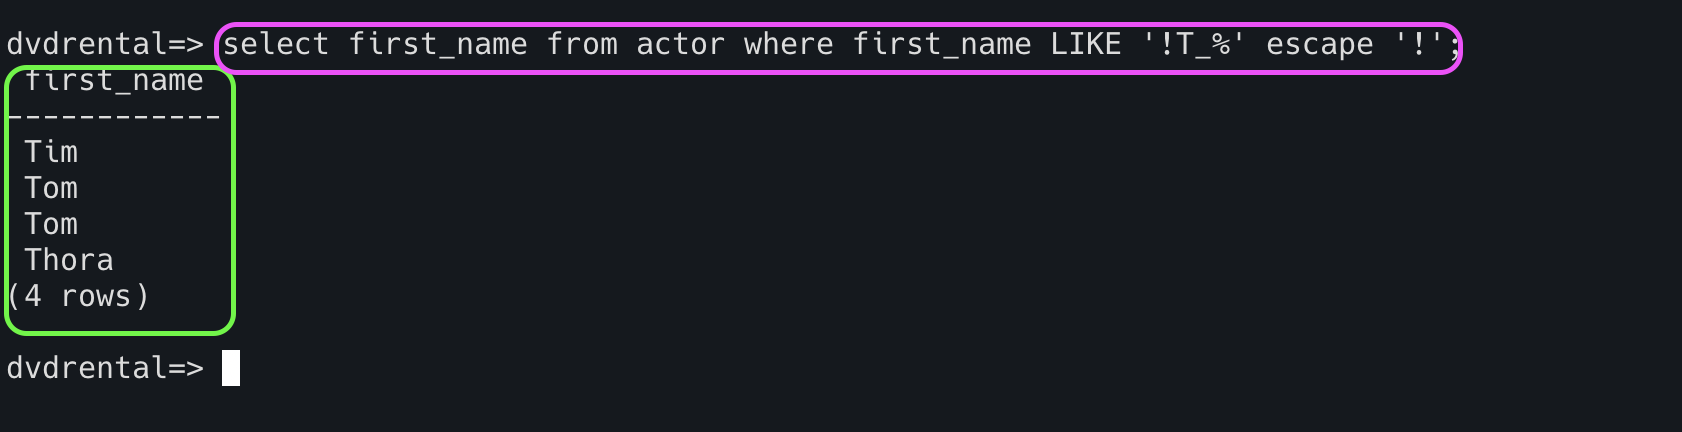 dvdrental=> select first_name from actor where first_name LIKE '!T_%' escape '!';
first_name
------------
Tim
Tom
Tom
Thora
(4 rows)
dvdrental=>